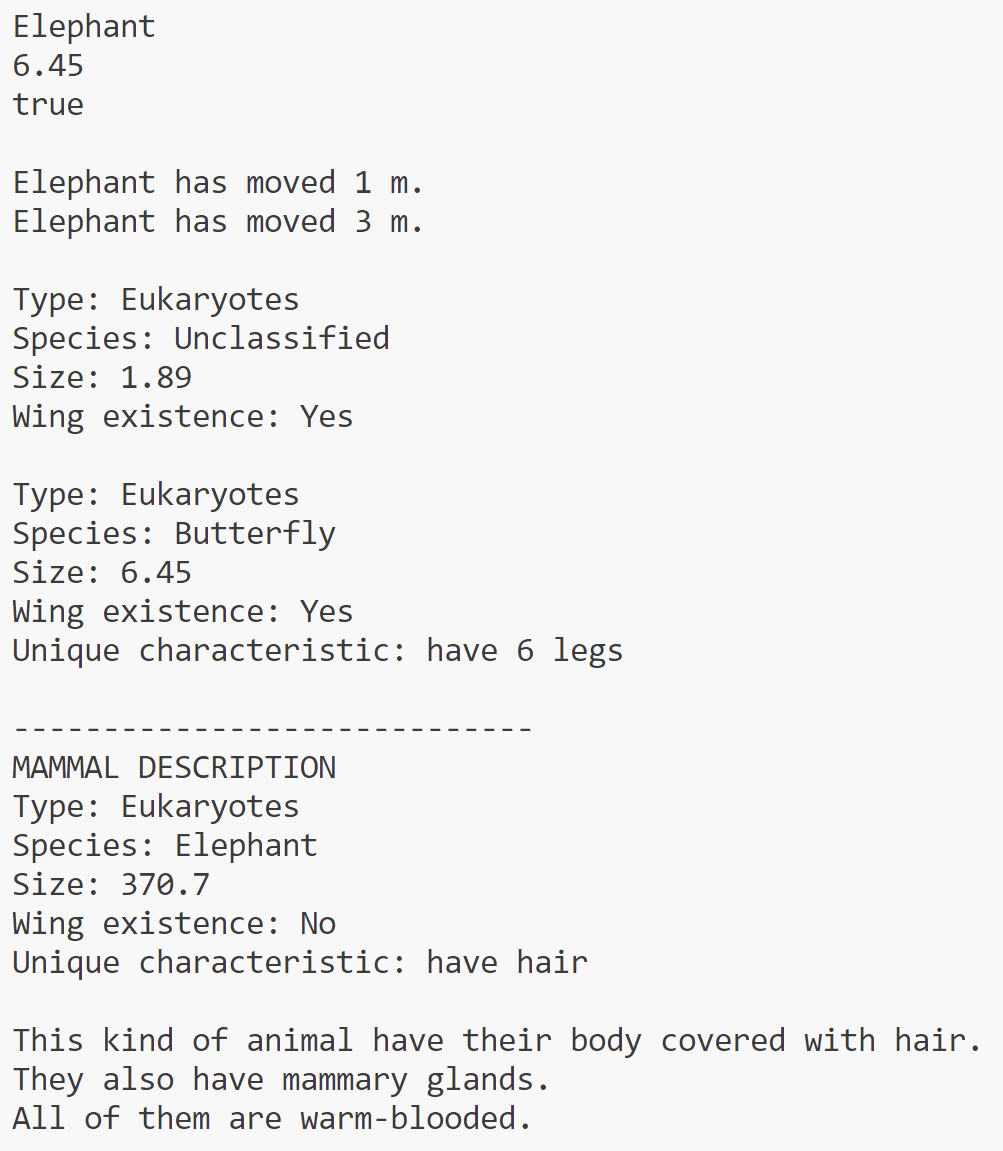 Elephant
6.45
true
Elephant has moved 1 m.
Elephant has moved 3 m.
Type: Eukaryotes
Species: Unclassified
Size: 1.89
Wing existence: Yes
Type: Eukaryotes
Species: Butterfly
Size: 6.45
Wing existence: Yes
Unique characteristic: have 6 legs
-----------------------------
MAMMAL DESCRIPTION
Type: Eukaryotes
Species: Elephant
Size: 370.7
Wing existence: No
Unique characteristic: have hair
This kind of animal have their body covered with hair.
They also have mammary glands.
All of them are warm-blooded.